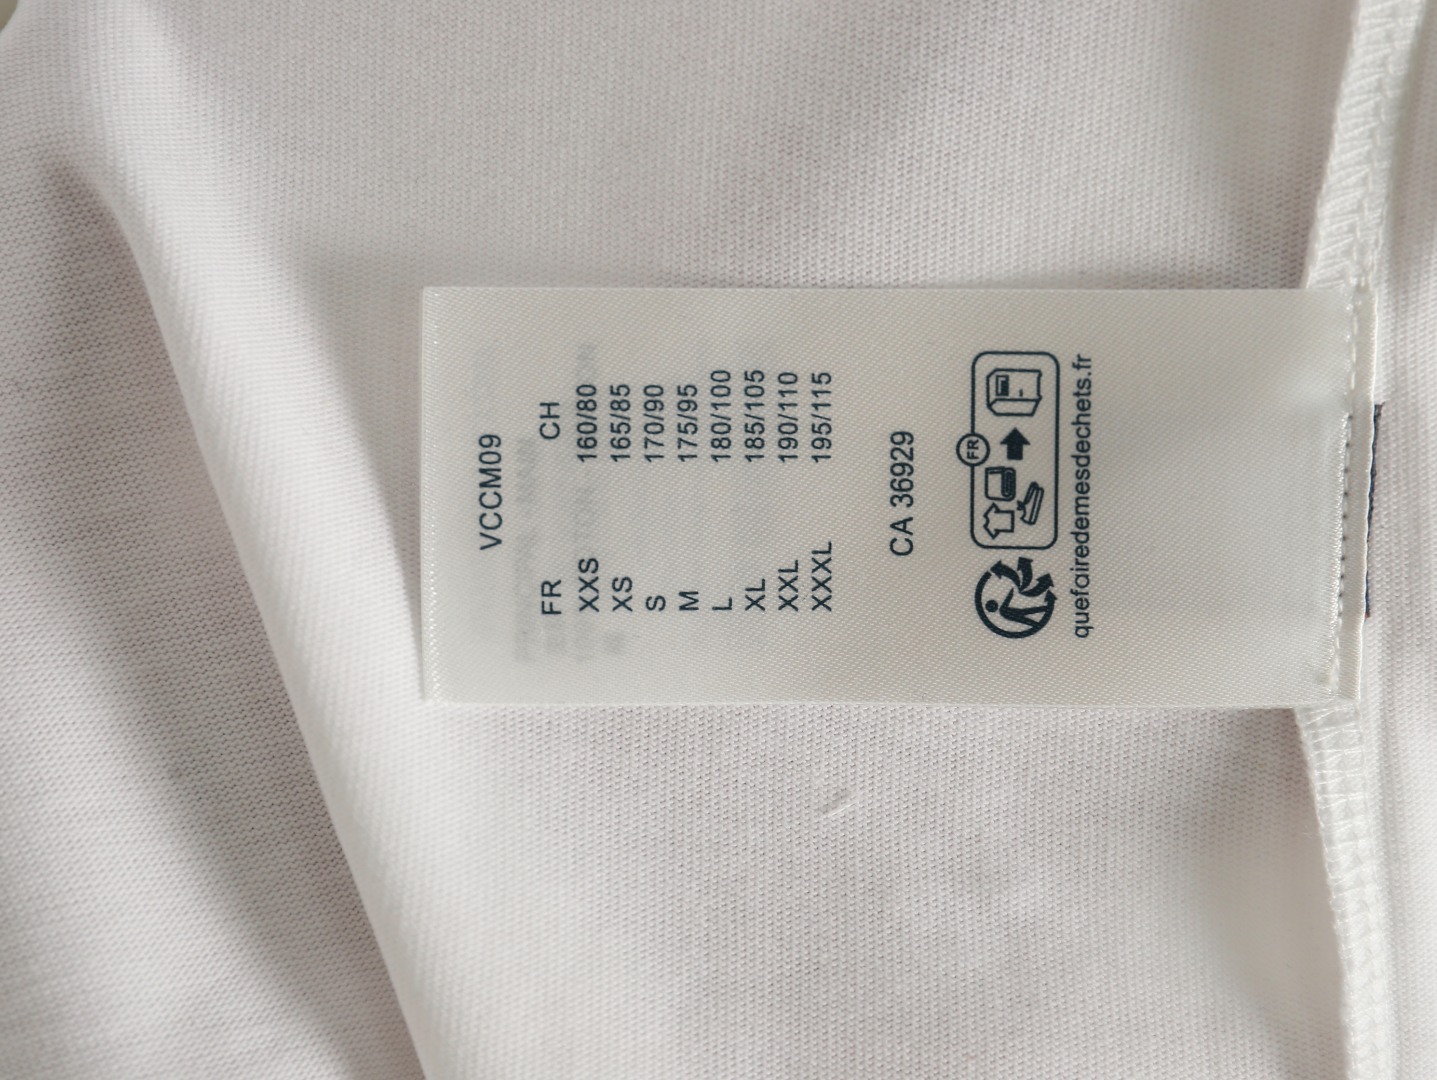 VCCM09
FR CH
XXS 160/80
XS 165/85
S 170/90
M 175/95
L 180/100
XL 185/105
XXL 190/110
XXXL 195/115
CA 36929
FR
quefairedemesdechets.fr